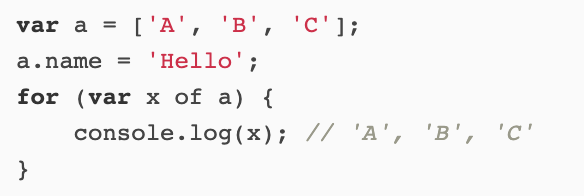 var a = ['A', 'B', 'C'];
a.name = 'Hello';
for (var x of a) {
    console.log(x); // 'A', 'B', 'C'
}